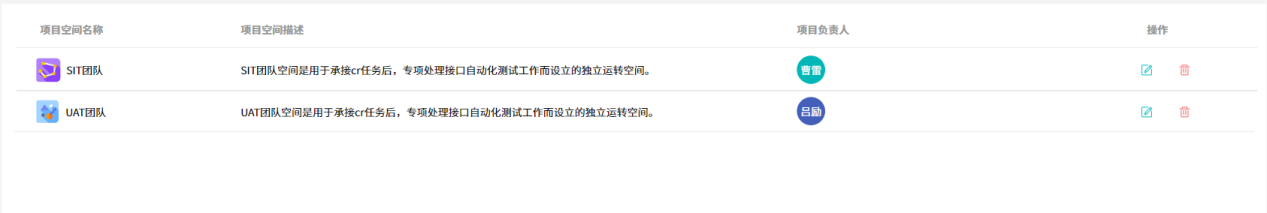 项目空间名称 项目空间描述 项目负责人 操作
SIT团队 SIT团队空间是用于承接cr任务后，专项处理接口自动化测试工作而设立的独立运转空间。 曹雷
UAT团队 UAT团队空间是用于承接cr任务后，专项处理接口自动化测试工作而设立的独立运转空间。 吕励